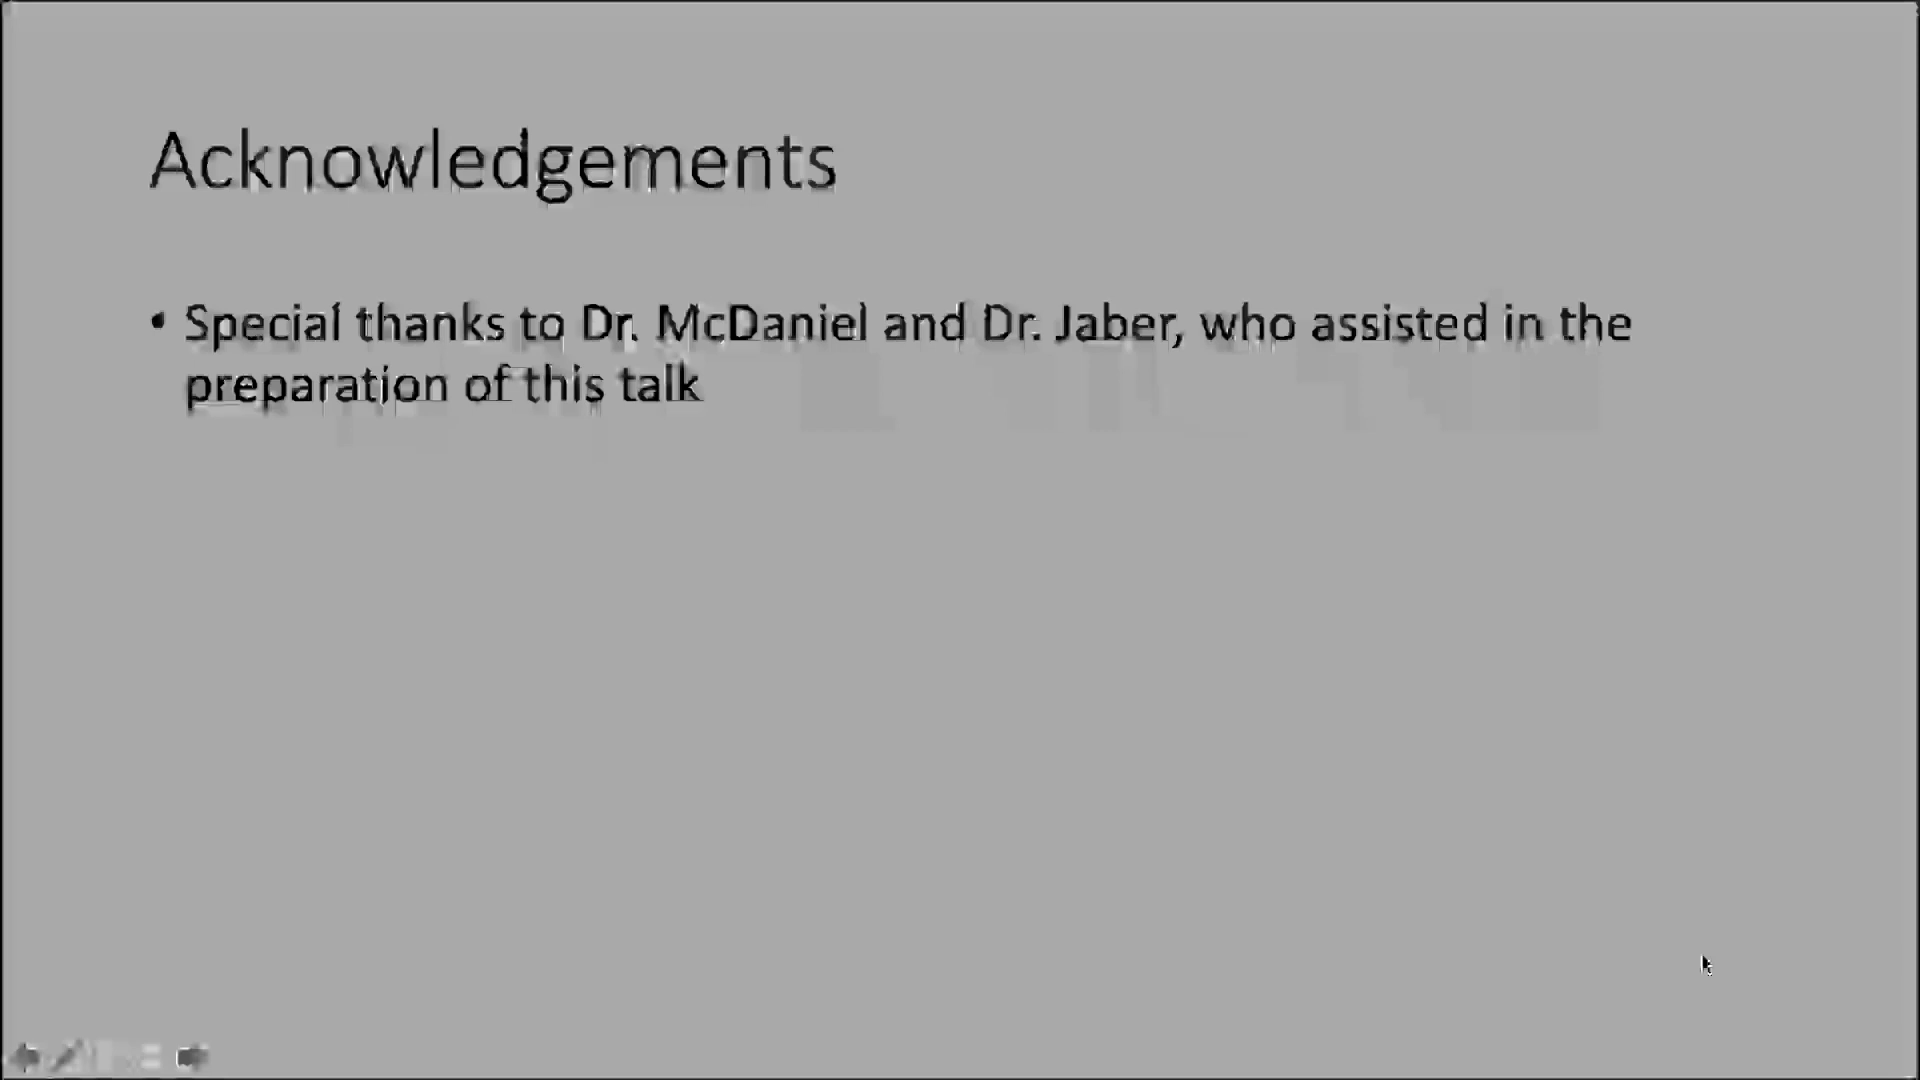 Acknowledgements
• Special thanks to Dr. McDaniel and Dr. Jaber, who assisted in the
preparation of this talk